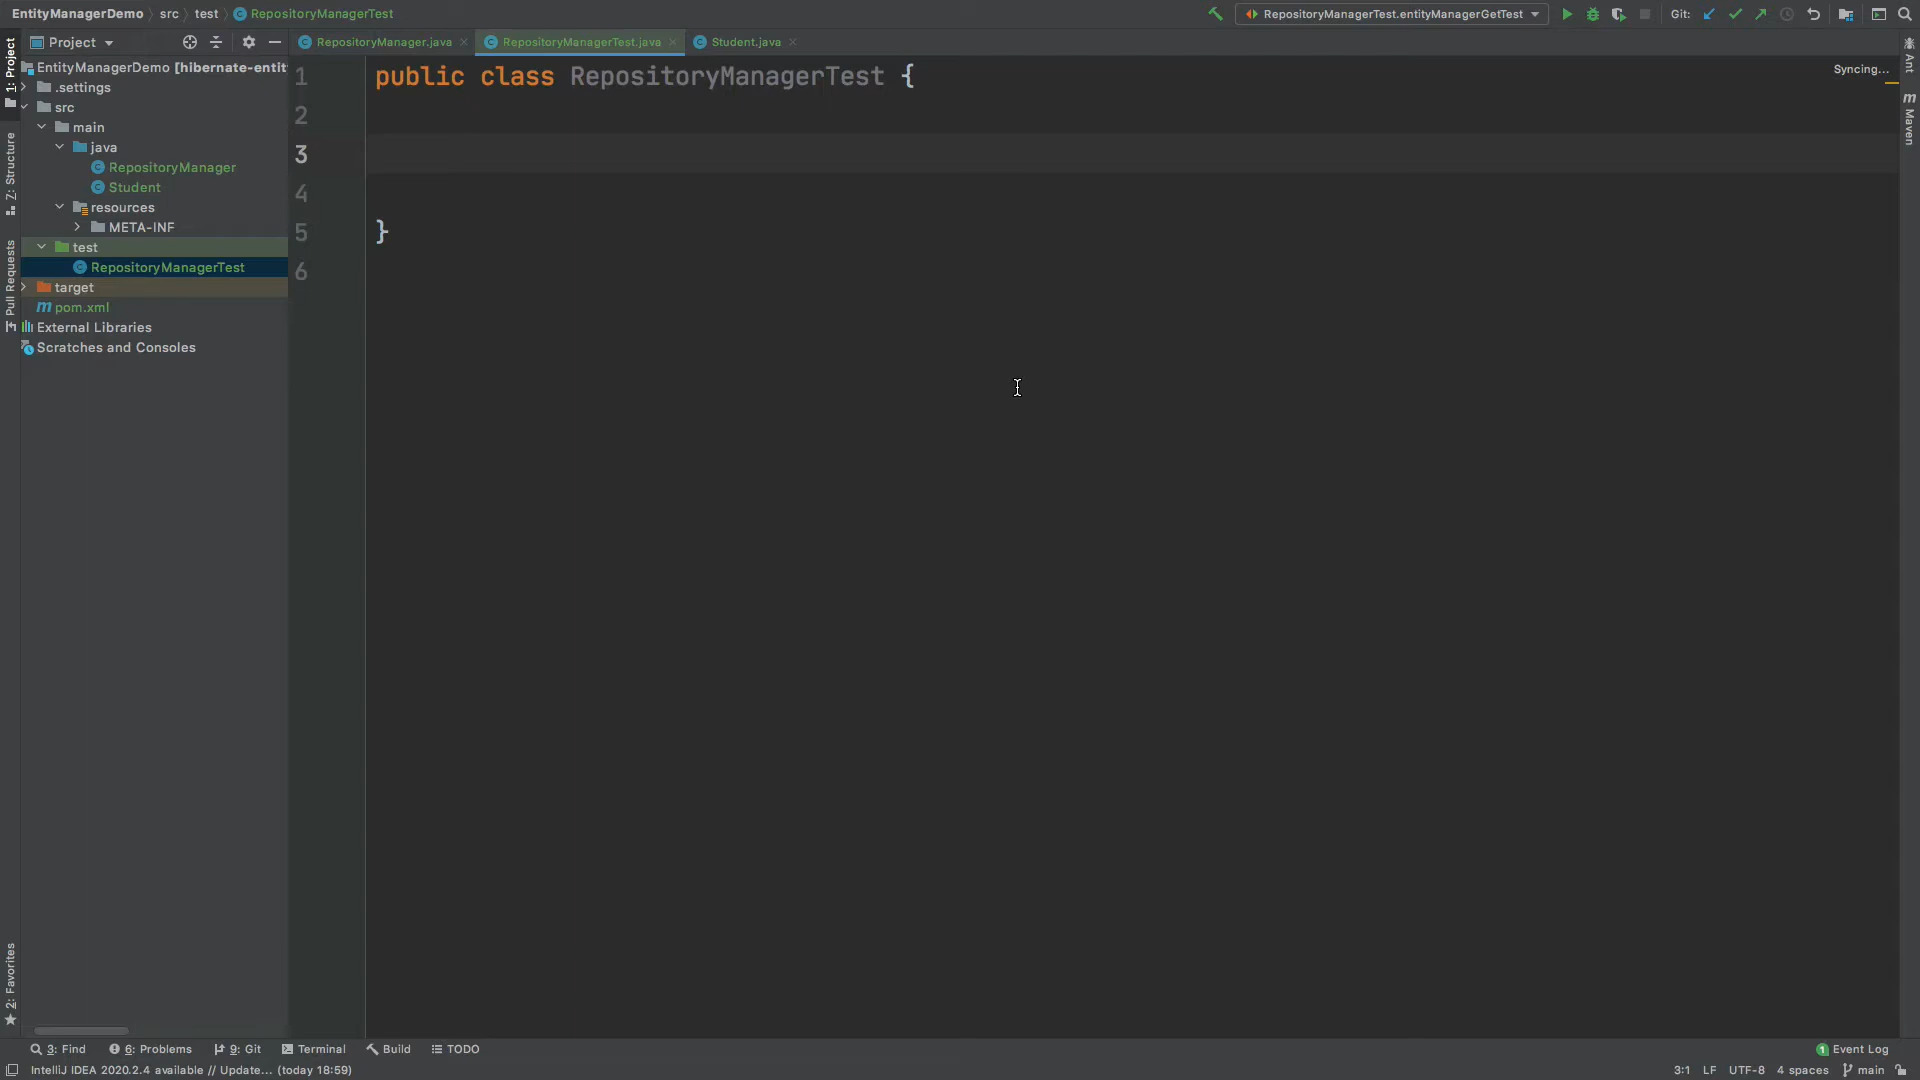 EntityManagerDemo src test RepositoryManagerTest
RepositoryManagerTest.entityManagerGetTest
Git:
1: Project
Z: Structure
Pull Requests
2: Favorites
Project
RepositoryManager.java
RepositoryManagerTest.java
Student.java
EntityManagerDemo [hibernate-entit
.settings
src
main
java
RepositoryManager
Student
resources
META-INF
test
RepositoryManagerTest
target
pom.xml
External Libraries
Scratches and Consoles
1 public class RepositoryManagerTest {
2
3
4
5 }
6
Syncing...
Ant
Maven
3: Find 6: Problems 9: Git Terminal Build TODO
1 Event Log
IntelliJ IDEA 2020.2.4 available // Update... (today 18:59)
3:1 LF UTF-8 4 spaces main